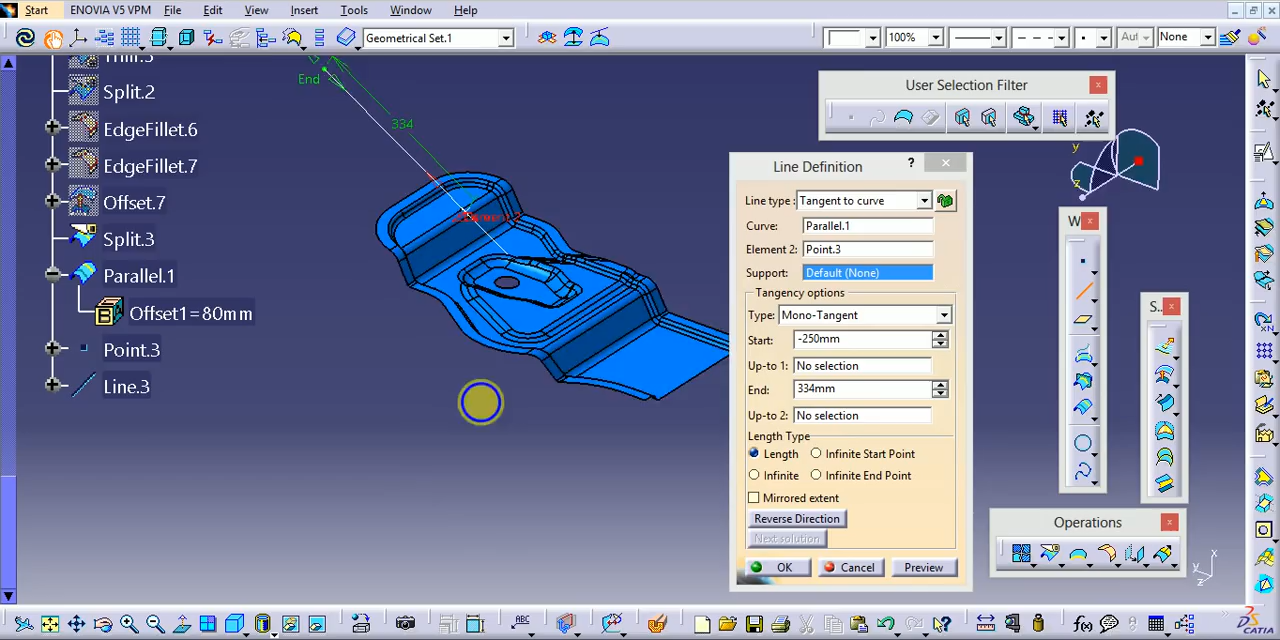 Start ENOVIA V5 VPM File Edit View Insert Tools Window Help
Geometrical Set.1 100% Aut None
Split.2
EdgeFillet.6
EdgeFillet.7
Offset.7
Split.3
Parallel.1
Offset1=80mm
Point.3
Line.3
End
334
User Selection Filter
Line Definition
?
Line type: Tangent to curve
Curve: Parallel.1
Element 2: Point.3
Support: Default (None)
Tangency options
Type: Mono-Tangent
Start: -250mm
Up-to 1: No selection
End: 334mm
Up-to 2: No selection
Length Type
Length Infinite Start Point
Infinite Infinite End Point
Mirrored extent
Reverse Direction
Next solution
OK Cancel Preview
y
z
W...
S...
Operations
x
y
z
ABC
f(x)
CATIA